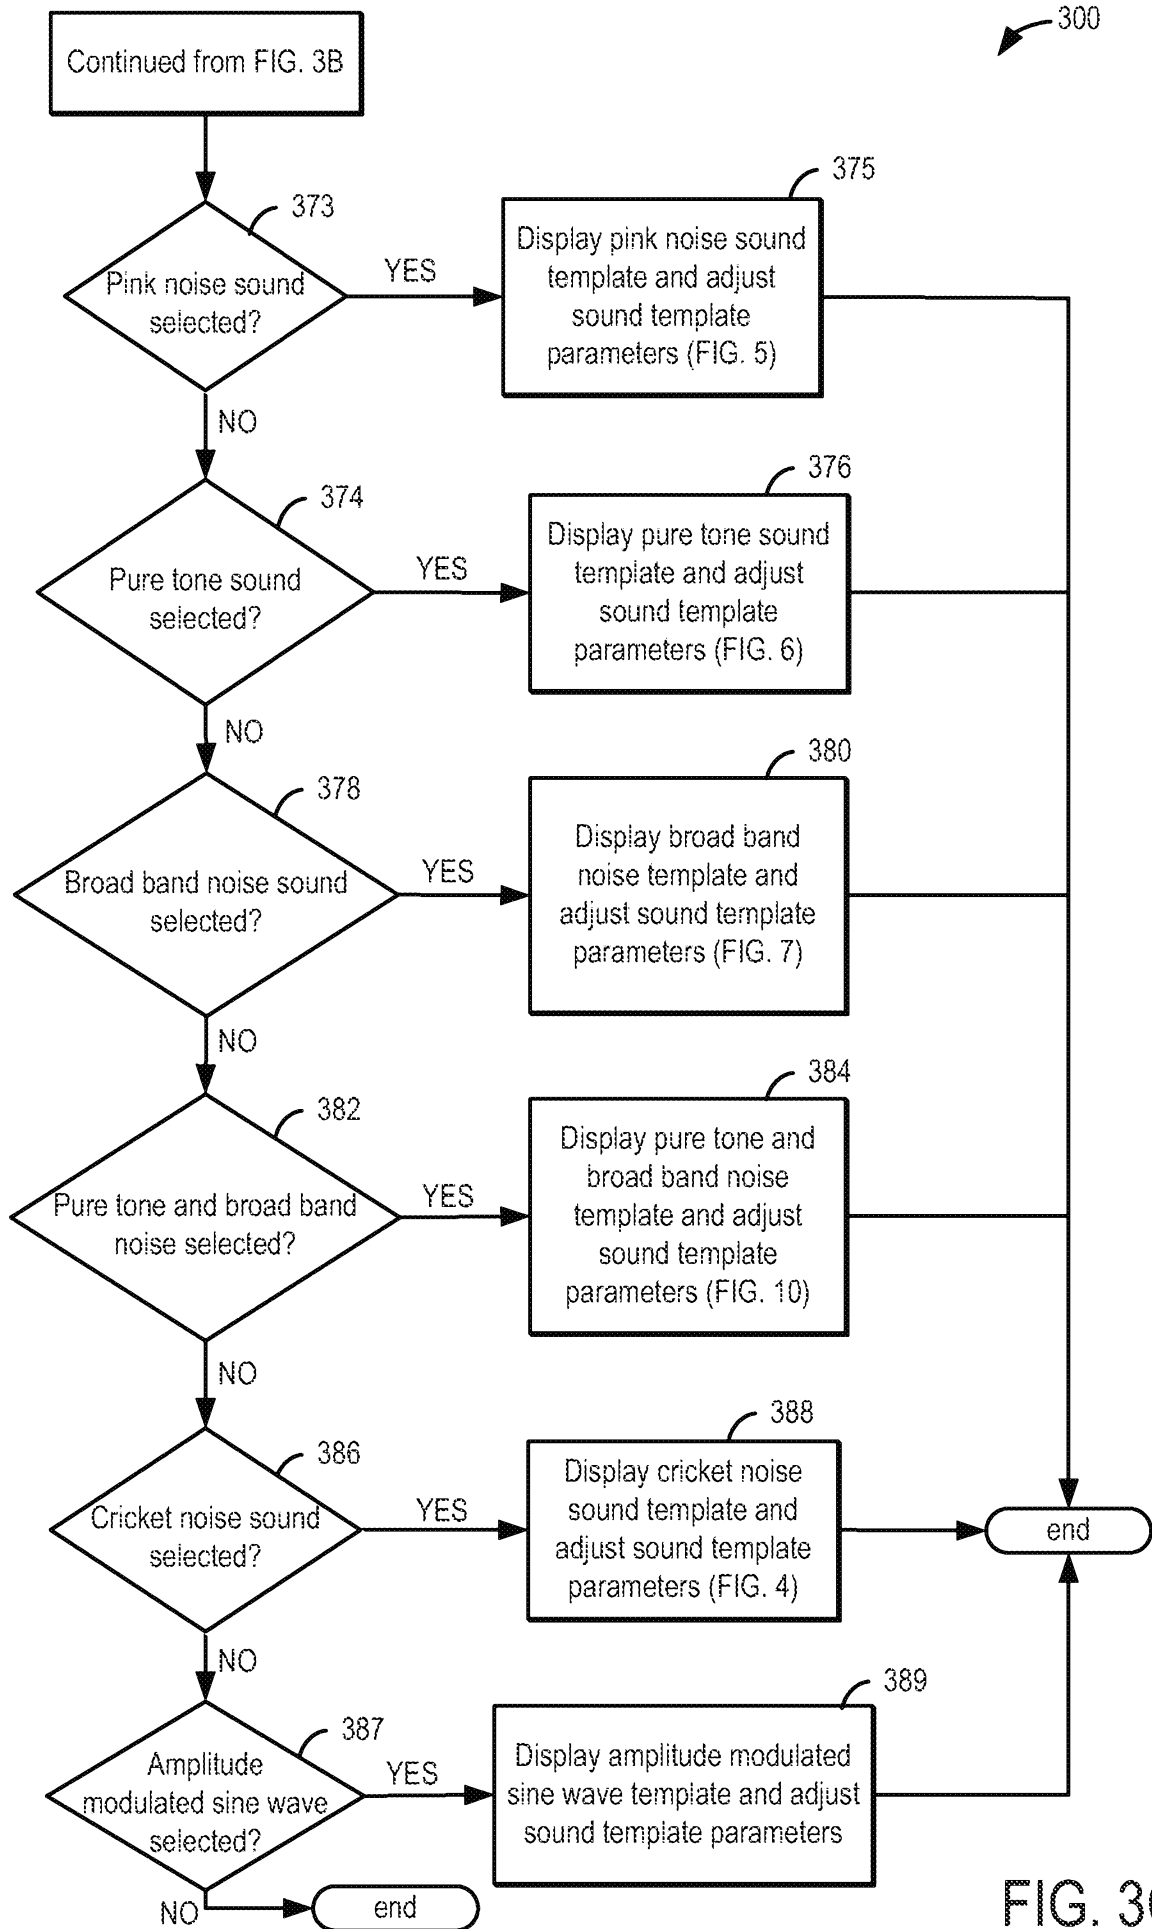 300
Continued from FIG. 3B
373
Pink noise sound
selected?
YES
375
Display pink noise sound
template and adjust
sound template
parameters (FIG. 5)
NO
374
Pure tone sound
selected?
YES
376
Display pure tone sound
template and adjust
sound template
parameters (FIG. 6)
NO
378
Broad band noise sound
selected?
YES
380
Display broad band
noise template and
adjust sound template
parameters (FIG. 7)
NO
382
Pure tone and broad band
noise selected?
YES
384
Display pure tone and
broad band noise
template and adjust
sound template
parameters (FIG. 10)
NO
386
Cricket noise sound
selected?
YES
388
Display cricket noise
sound template and
adjust sound template
parameters (FIG. 4)
end
NO
387
Amplitude
modulated sine wave
selected?
YES
389
Display amplitude modulated
sine wave template and adjust
sound template parameters
NO
end
FIG.